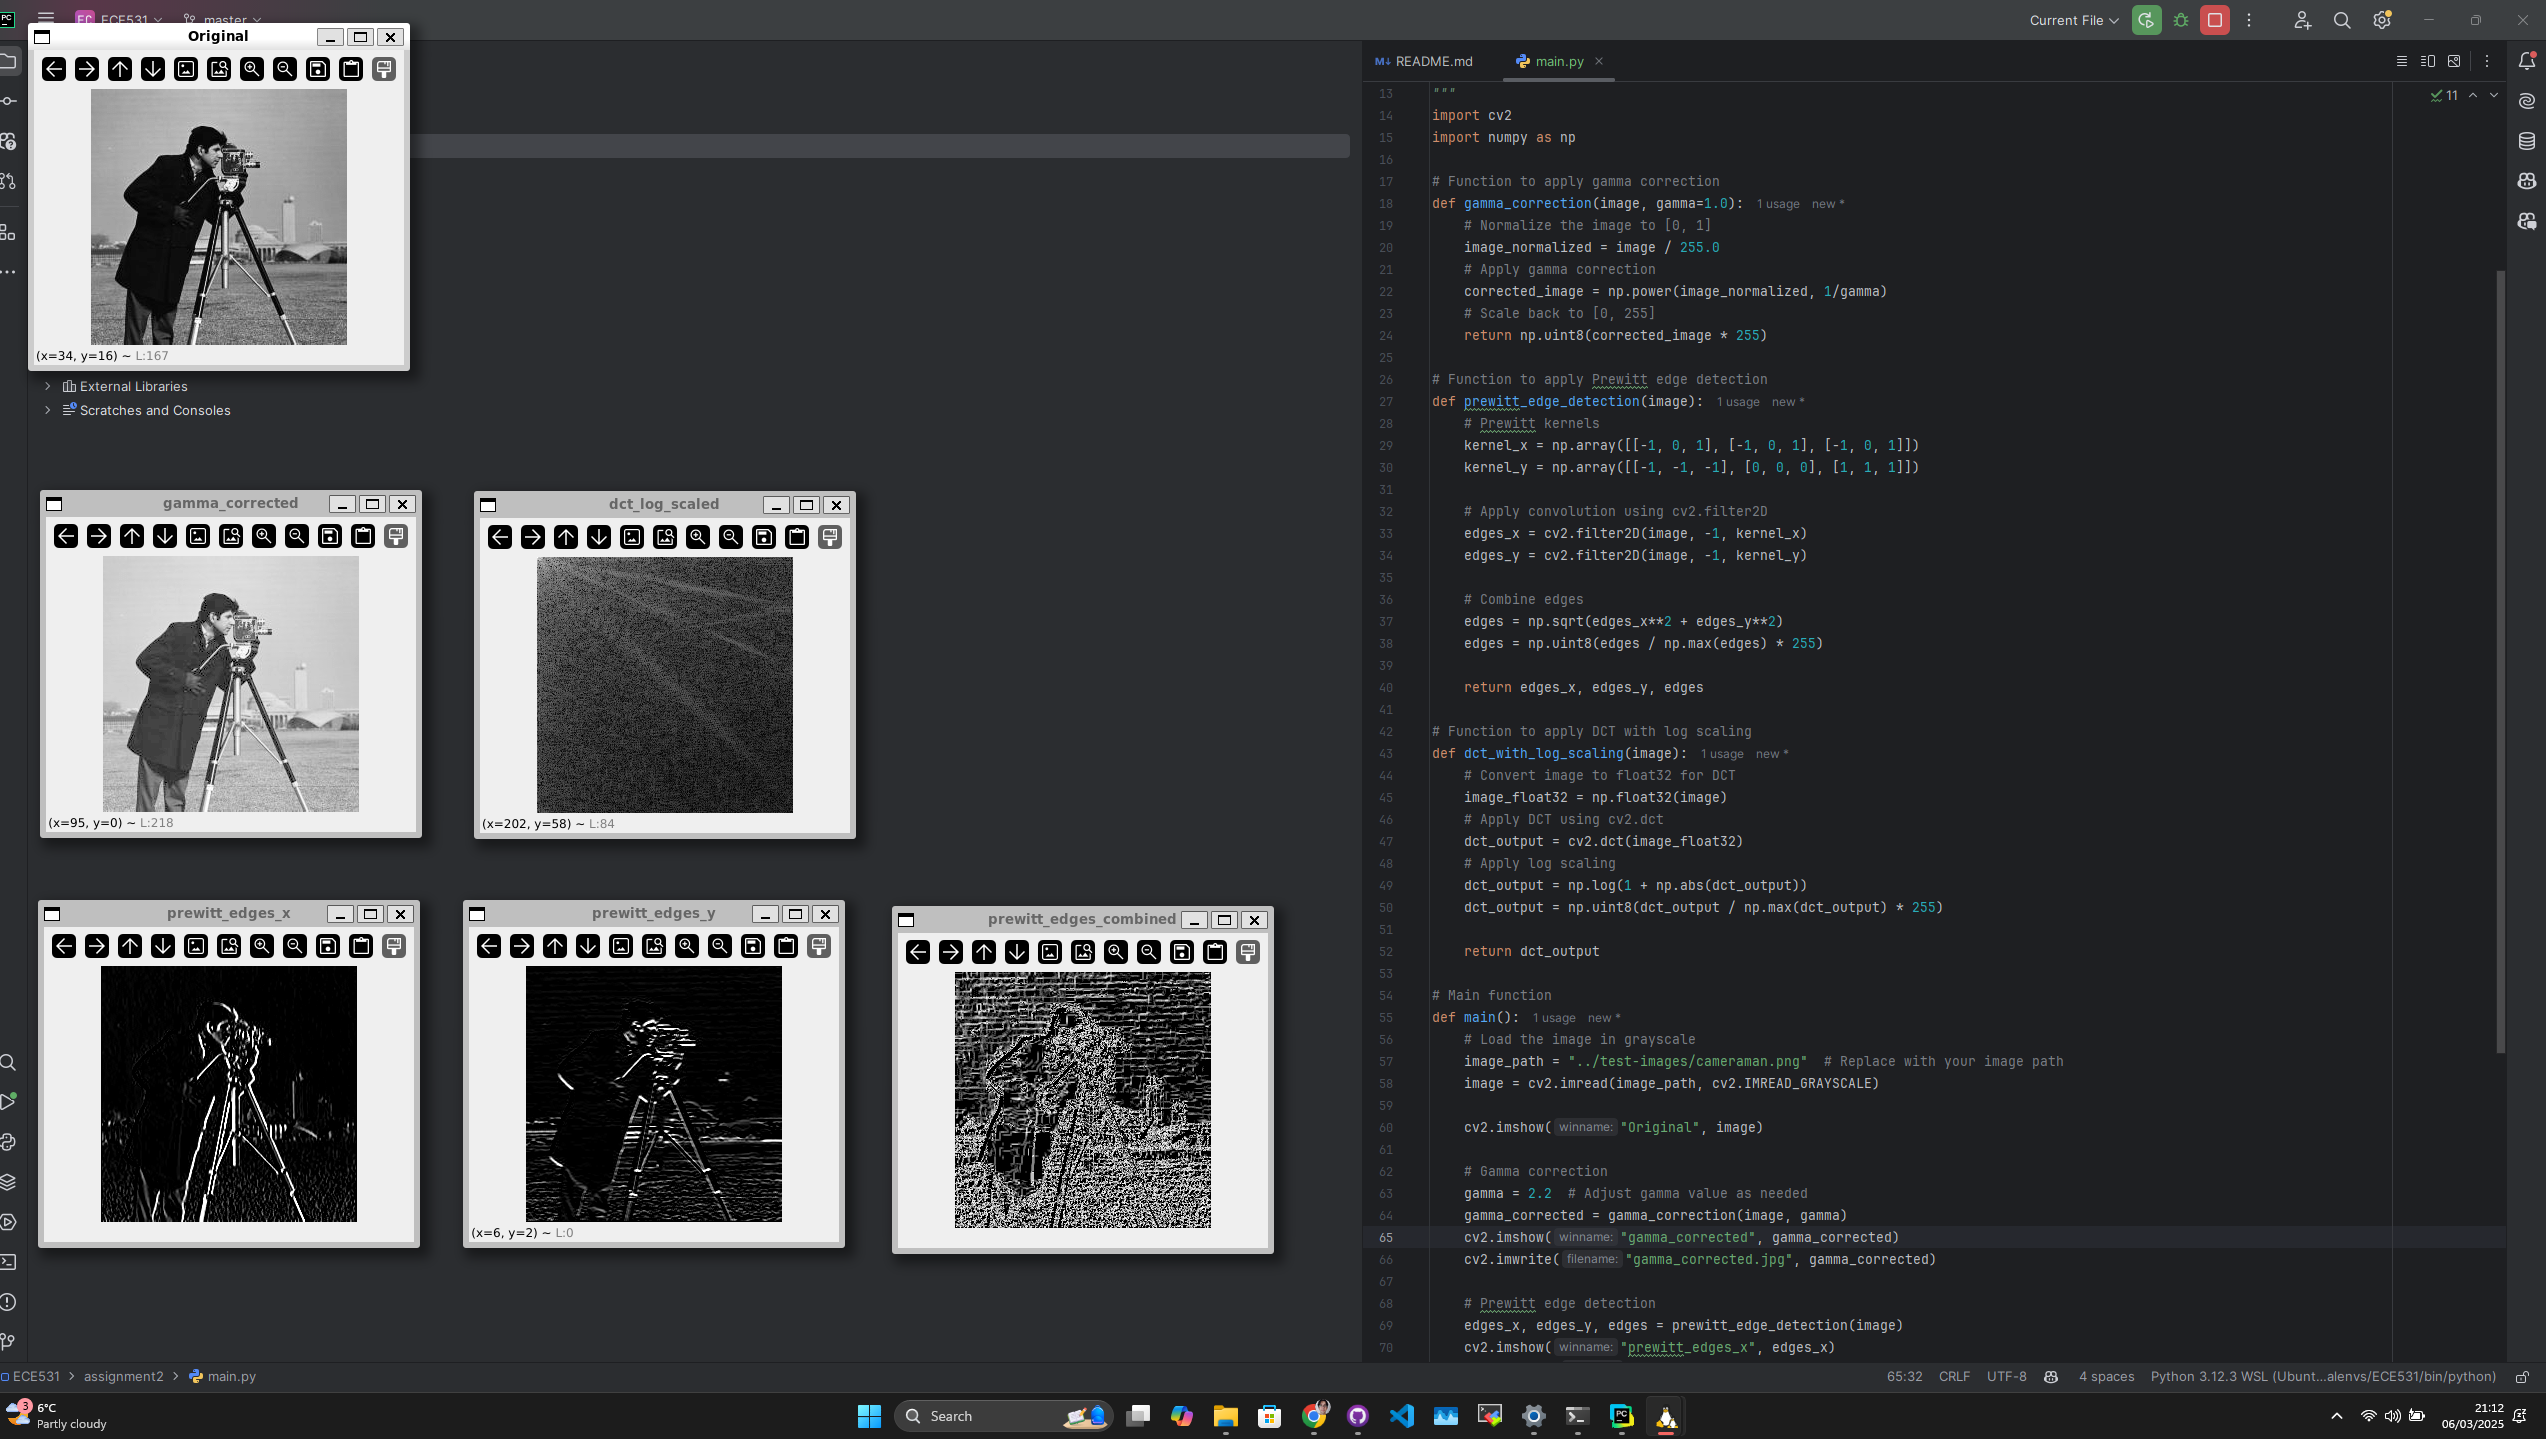 EC ECE531 master
Current File
Original
(x=34, y=16) ~ L:167
External Libraries
Scratches and Consoles
gamma_corrected
(x=95, y=0) ~ L:218
dct_log_scaled
(x=202, y=58) ~ L:84
prewitt_edges_x
prewitt_edges_y
(x=6, y=2) ~ L:0
prewitt_edges_combined
README.md main.py
11
13 """
14 import cv2
15 import numpy as np
16
17 # Function to apply gamma correction
18 def gamma_correction(image, gamma=1.0): 1 usage new *
19 # Normalize the image to [0, 1]
20 image_normalized = image / 255.0
21 # Apply gamma correction
22 corrected_image = np.power(image_normalized, 1/gamma)
23 # Scale back to [0, 255]
24 return np.uint8(corrected_image * 255)
25
26 # Function to apply Prewitt edge detection
27 def prewitt_edge_detection(image): 1 usage new *
28 # Prewitt kernels
29 kernel_x = np.array([[-1, 0, 1], [-1, 0, 1], [-1, 0, 1]])
30 kernel_y = np.array([[-1, -1, -1], [0, 0, 0], [1, 1, 1]])
31
32 # Apply convolution using cv2.filter2D
33 edges_x = cv2.filter2D(image, -1, kernel_x)
34 edges_y = cv2.filter2D(image, -1, kernel_y)
35
36 # Combine edges
37 edges = np.sqrt(edges_x**2 + edges_y**2)
38 edges = np.uint8(edges / np.max(edges) * 255)
39
40 return edges_x, edges_y, edges
41
42 # Function to apply DCT with log scaling
43 def dct_with_log_scaling(image): 1 usage new *
44 # Convert image to float32 for DCT
45 image_float32 = np.float32(image)
46 # Apply DCT using cv2.dct
47 dct_output = cv2.dct(image_float32)
48 # Apply log scaling
49 dct_output = np.log(1 + np.abs(dct_output))
50 dct_output = np.uint8(dct_output / np.max(dct_output) * 255)
51
52 return dct_output
53
54 # Main function
55 def main(): 1 usage new *
56 # Load the image in grayscale
57 image_path = "../test-images/cameraman.png" # Replace with your image path
58 image = cv2.imread(image_path, cv2.IMREAD_GRAYSCALE)
59
60 cv2.imshow( winname: "Original", image)
61
62 # Gamma correction
63 gamma = 2.2 # Adjust gamma value as needed
64 gamma_corrected = gamma_correction(image, gamma)
65 cv2.imshow( winname: "gamma_corrected", gamma_corrected)
66 cv2.imwrite( filename: "gamma_corrected.jpg", gamma_corrected)
67
68 # Prewitt edge detection
69 edges_x, edges_y, edges = prewitt_edge_detection(image)
70 cv2.imshow( winname: "prewitt_edges_x", edges_x)
ECE531 > assignment2 > main.py
65:32 CRLF UTF-8 4 spaces Python 3.12.3 WSL (Ubunt...alenvs/ECE531/bin/python)
3
6°C
Partly cloudy
Search
21:12
06/03/2025